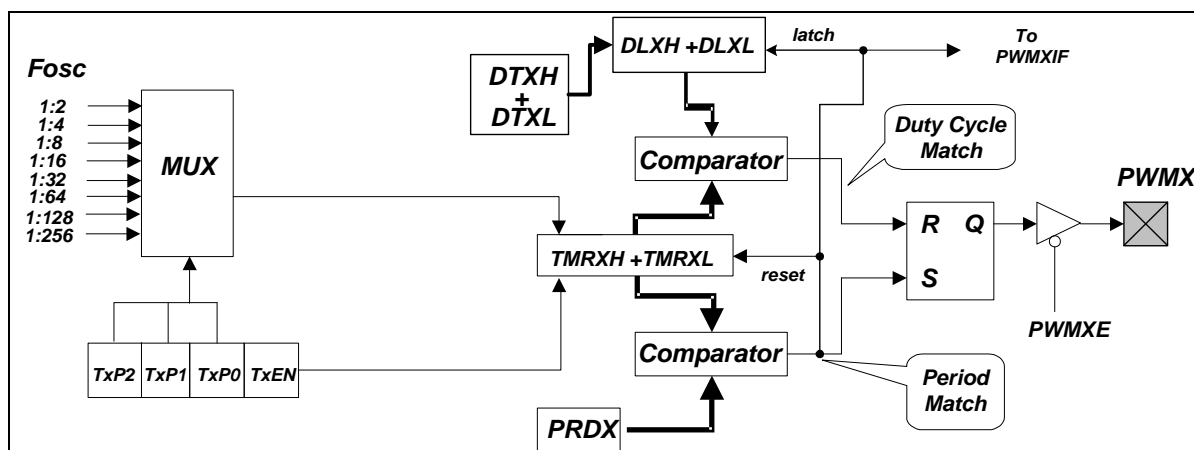 Fosc
1:2
1:4
1:8
1:16
1:32
1:64
1:128
1:256
MUX
TxP2 TxP1 TxP0 TxEN
DTXH
+
DTXL
DLXH +DLXL
latch
To
PWMXIF
Comparator
Duty Cycle
Match
TMRXH +TMRXL
reset
R Q
S
PWMX
PWMXE
Comparator
Period
Match
PRDX